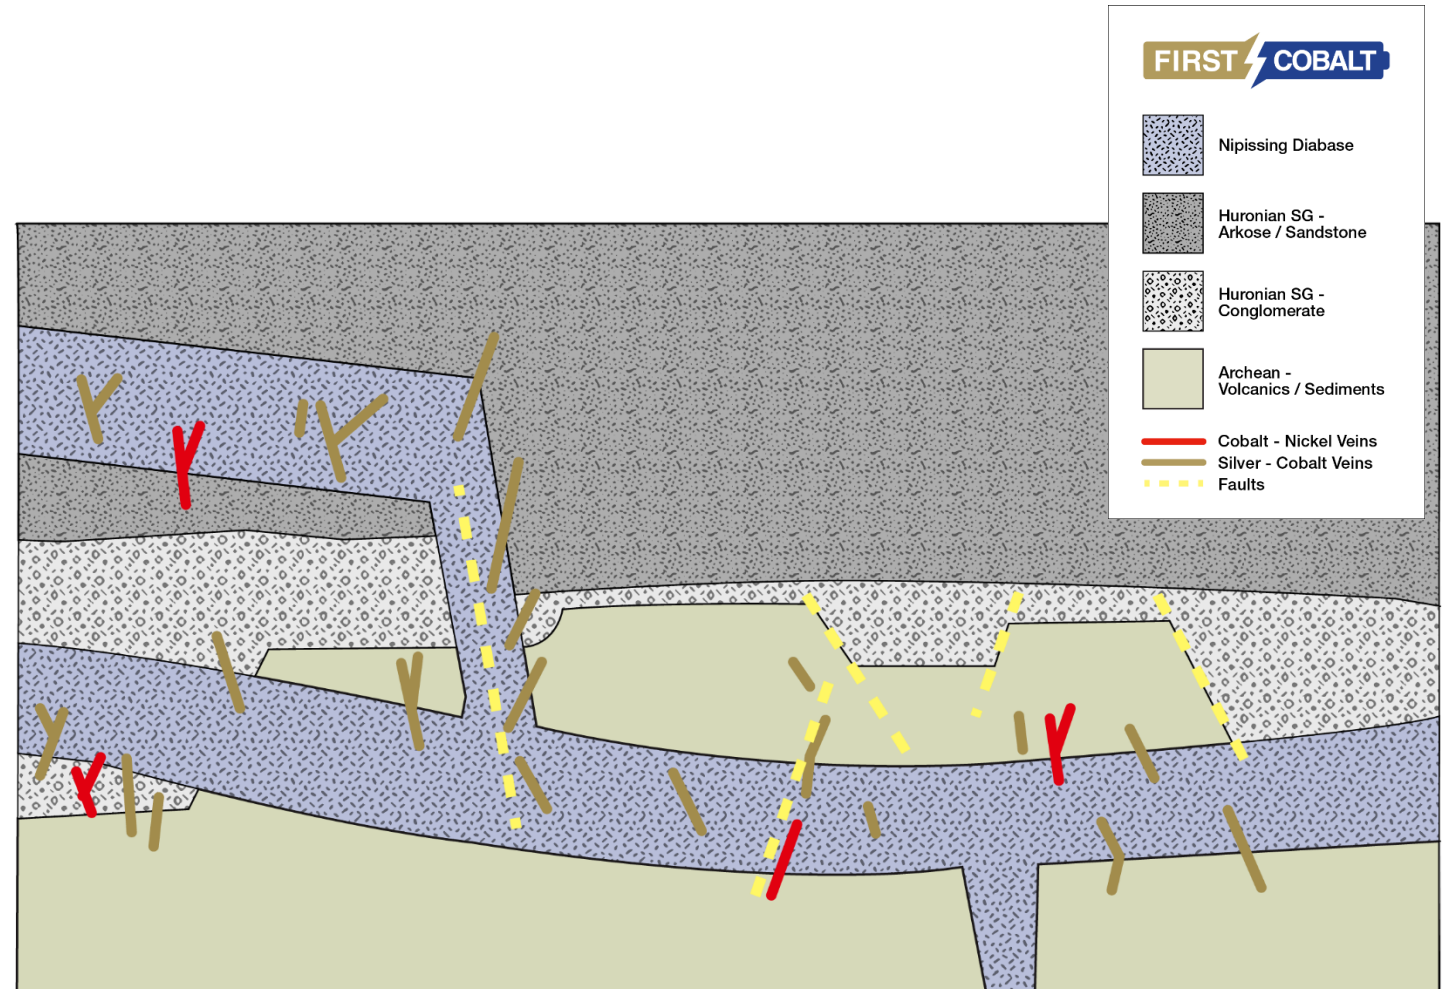 FIRST COBALT
Nipissing Diabase
Huronian SG -
Arkose / Sandstone
Huronian SG -
Conglomerate
Archean -
Volcanics / Sediments
Cobalt - Nickel Veins
Silver - Cobalt Veins
Faults